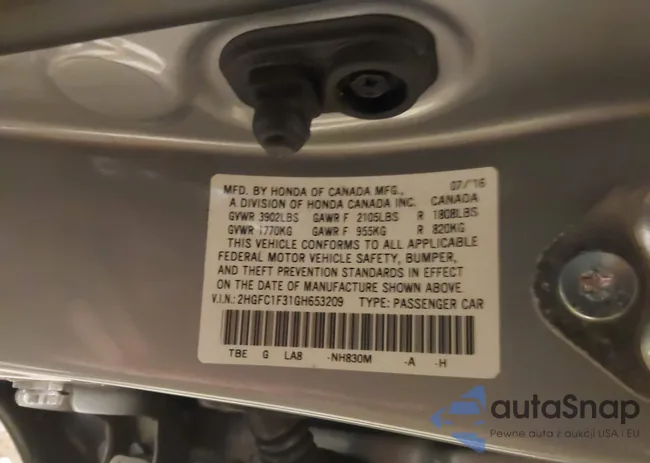 MFD. BY HONDA OF CANADA MFG., 07/16
A DIVISION OF HONDA CANADA INC. CANADA
GVWR 3902LBS GAWR F 2105LBS R 1808LBS
GVWR 1770KG GAWR F 955KG R 820KG
THIS VEHICLE CONFORMS TO ALL APPLICABLE
FEDERAL MOTOR VEHICLE SAFETY, BUMPER,
AND THEFT PREVENTION STANDARDS IN EFFECT
ON THE DATE OF MANUFACTURE SHOWN ABOVE.
V.I.N.: 2HGFC1F31GH653209 TYPE: PASSENGER CAR
TBE G LA8 -NH830M -A -H
autaSnap
Pewne auta z aukcji USA i EU